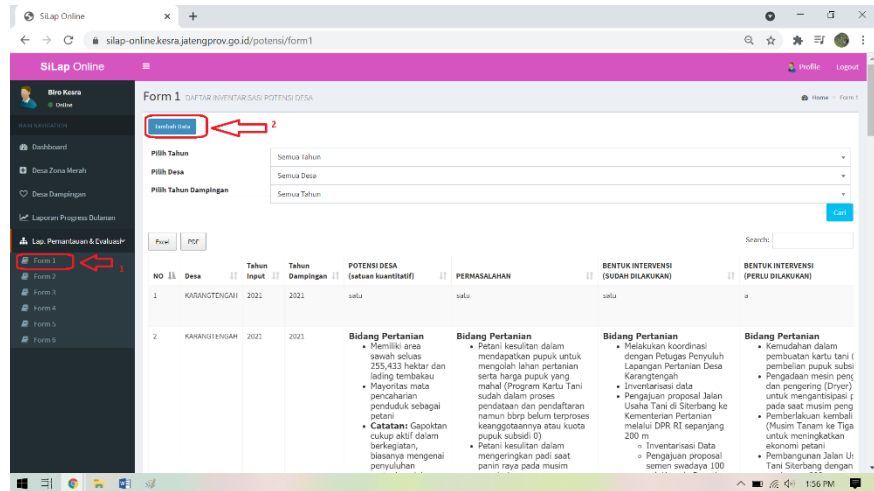 SiLap Online
silap-online.kesra.jatengprov.go.id/potensi/form1
SiLap Online
Profile
Logout
Biro Kesra
Online
MAIN NAVIGATION
Dashboard
Desa Zona Merah
Desa Dampingan
Laporan Progress Bulanan
Lap. Pemantauan & Evaluasi
Form 1
1
Form 2
Form 3
Form 4
Form 5
Form 6
Form 1 DAFTAR INVENTARISASI POTENSI DESA
Home
Form 1
Tambah Data
2
Pilih Tahun
Semua Tahun
Pilih Desa
Semua Desa
Pilih Tahun Dampingan
Semua Tahun
Cari
Excel
PDF
Search:
NO
Desa
Tahun Input
Tahun Dampingan
POTENSI DESA
(satuan kuantitatif)
PERMASALAHAN
BENTUK INTERVENSI
(SUDAH DILAKUKAN)
BENTUK INTERVENSI
(PERLU DILAKUKAN)
1
KARANGTENGAH
2021
2021
satu
satu
satu
a
2
KARANGTENGAH
2021
2021
Bidang Pertanian
Memiliki area
sawah seluas
255,433 hektar dan
lading tembakau
Mayoritas mata
pencaharian
penduduk sebagai
petani
Catatan: Gapoktan
cukup aktif dalam
berkegiatan,
biasanya mengenai
penyuluhan
Bidang Pertanian
Petani kesulitan dalam
mendapatkan pupuk untuk
mengolah lahan pertanian
serta harga pupuk yang
mahal (Program Kartu Tani
sudah dalam proses
pendataan dan pendaftaran
namun bbrp belum terproses
keanggotaannya atau kuota
pupuk subsidi 0)
Petani kesulitan dalam
mengeringkan padi saat
panin raya pada musim
Bidang Pertanian
Melakukan koordinasi
dengan Petugas Penyuluh
Lapangan Pertanian Desa
Karangtengah
Inventarisasi data
Pengajuan proposal Jalan
Usaha Tani di Siterbang ke
Kementerian Pertanian
melalui DPR RI sepanjang
200 m
Inventarisasi Data
Pengajuan proposal
semen swadaya 100
Bidang Pertanian
Kemudahan dalam
pembuatan kartu tani (
pembelian pupuk subsi
Pengadaan mesin peng
dan pengering (Dryer)
untuk mengantisipasi p
pada saat musim peng
Pemberlakuan kembali
(Musim Tanam ke Tiga
untuk meningkatkan
ekonomi petani
Pembangunan Jalan Us
Tani Siterbang dengan
1:56 PM